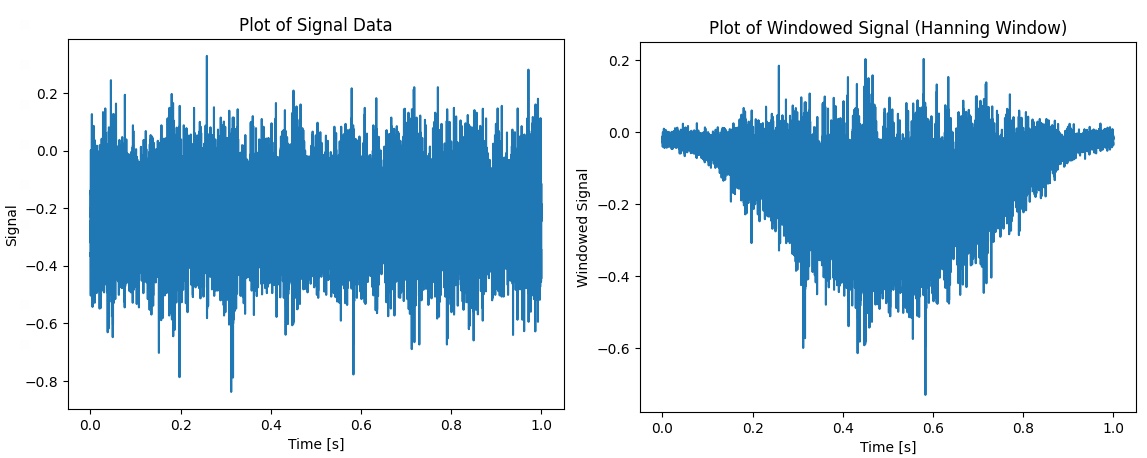 Plot of Signal Data
0.2
0.0
−0.2
−0.4
−0.6
−0.8
Signal
0.0 0.2 0.4 0.6 0.8 1.0
Time [s]
Plot of Windowed Signal (Hanning Window)
0.2
0.0
−0.2
−0.4
−0.6
Windowed Signal
0.0 0.2 0.4 0.6 0.8 1.0
Time [s]